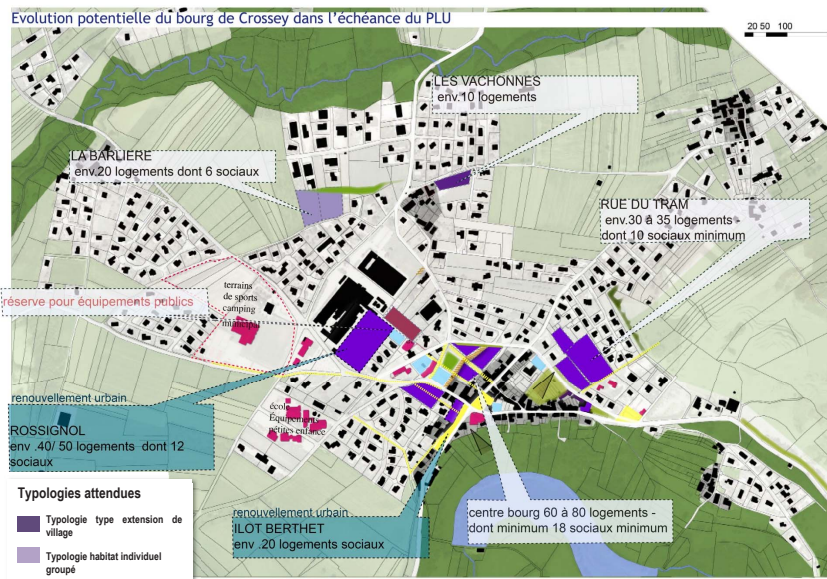 Evolution potentielle du bourg de Crossey dans l'échéance du PLU
20 50 100
LES VACHONNES
env.10 logements
LA BARLIERE
env.20 logements dont 6 sociaux
RUE DU TRAM
env.30 à 35 logements -
dont 10 sociaux minimum
réserve pour équipements publics
terrains
de sports
camping
municipal
renouvellement urbain
ROSSIGNOL
env .40/ 50 logements dont 12
sociaux
école
Équipements
petites enfance
renouvellement urbain
ILOT BERTHET
env .20 logements sociaux
centre bourg 60 à 80 logements -
dont minimum 18 sociaux minimum
Typologies attendues
Typologie type extension de
village
Typologie habitat individuel
groupé